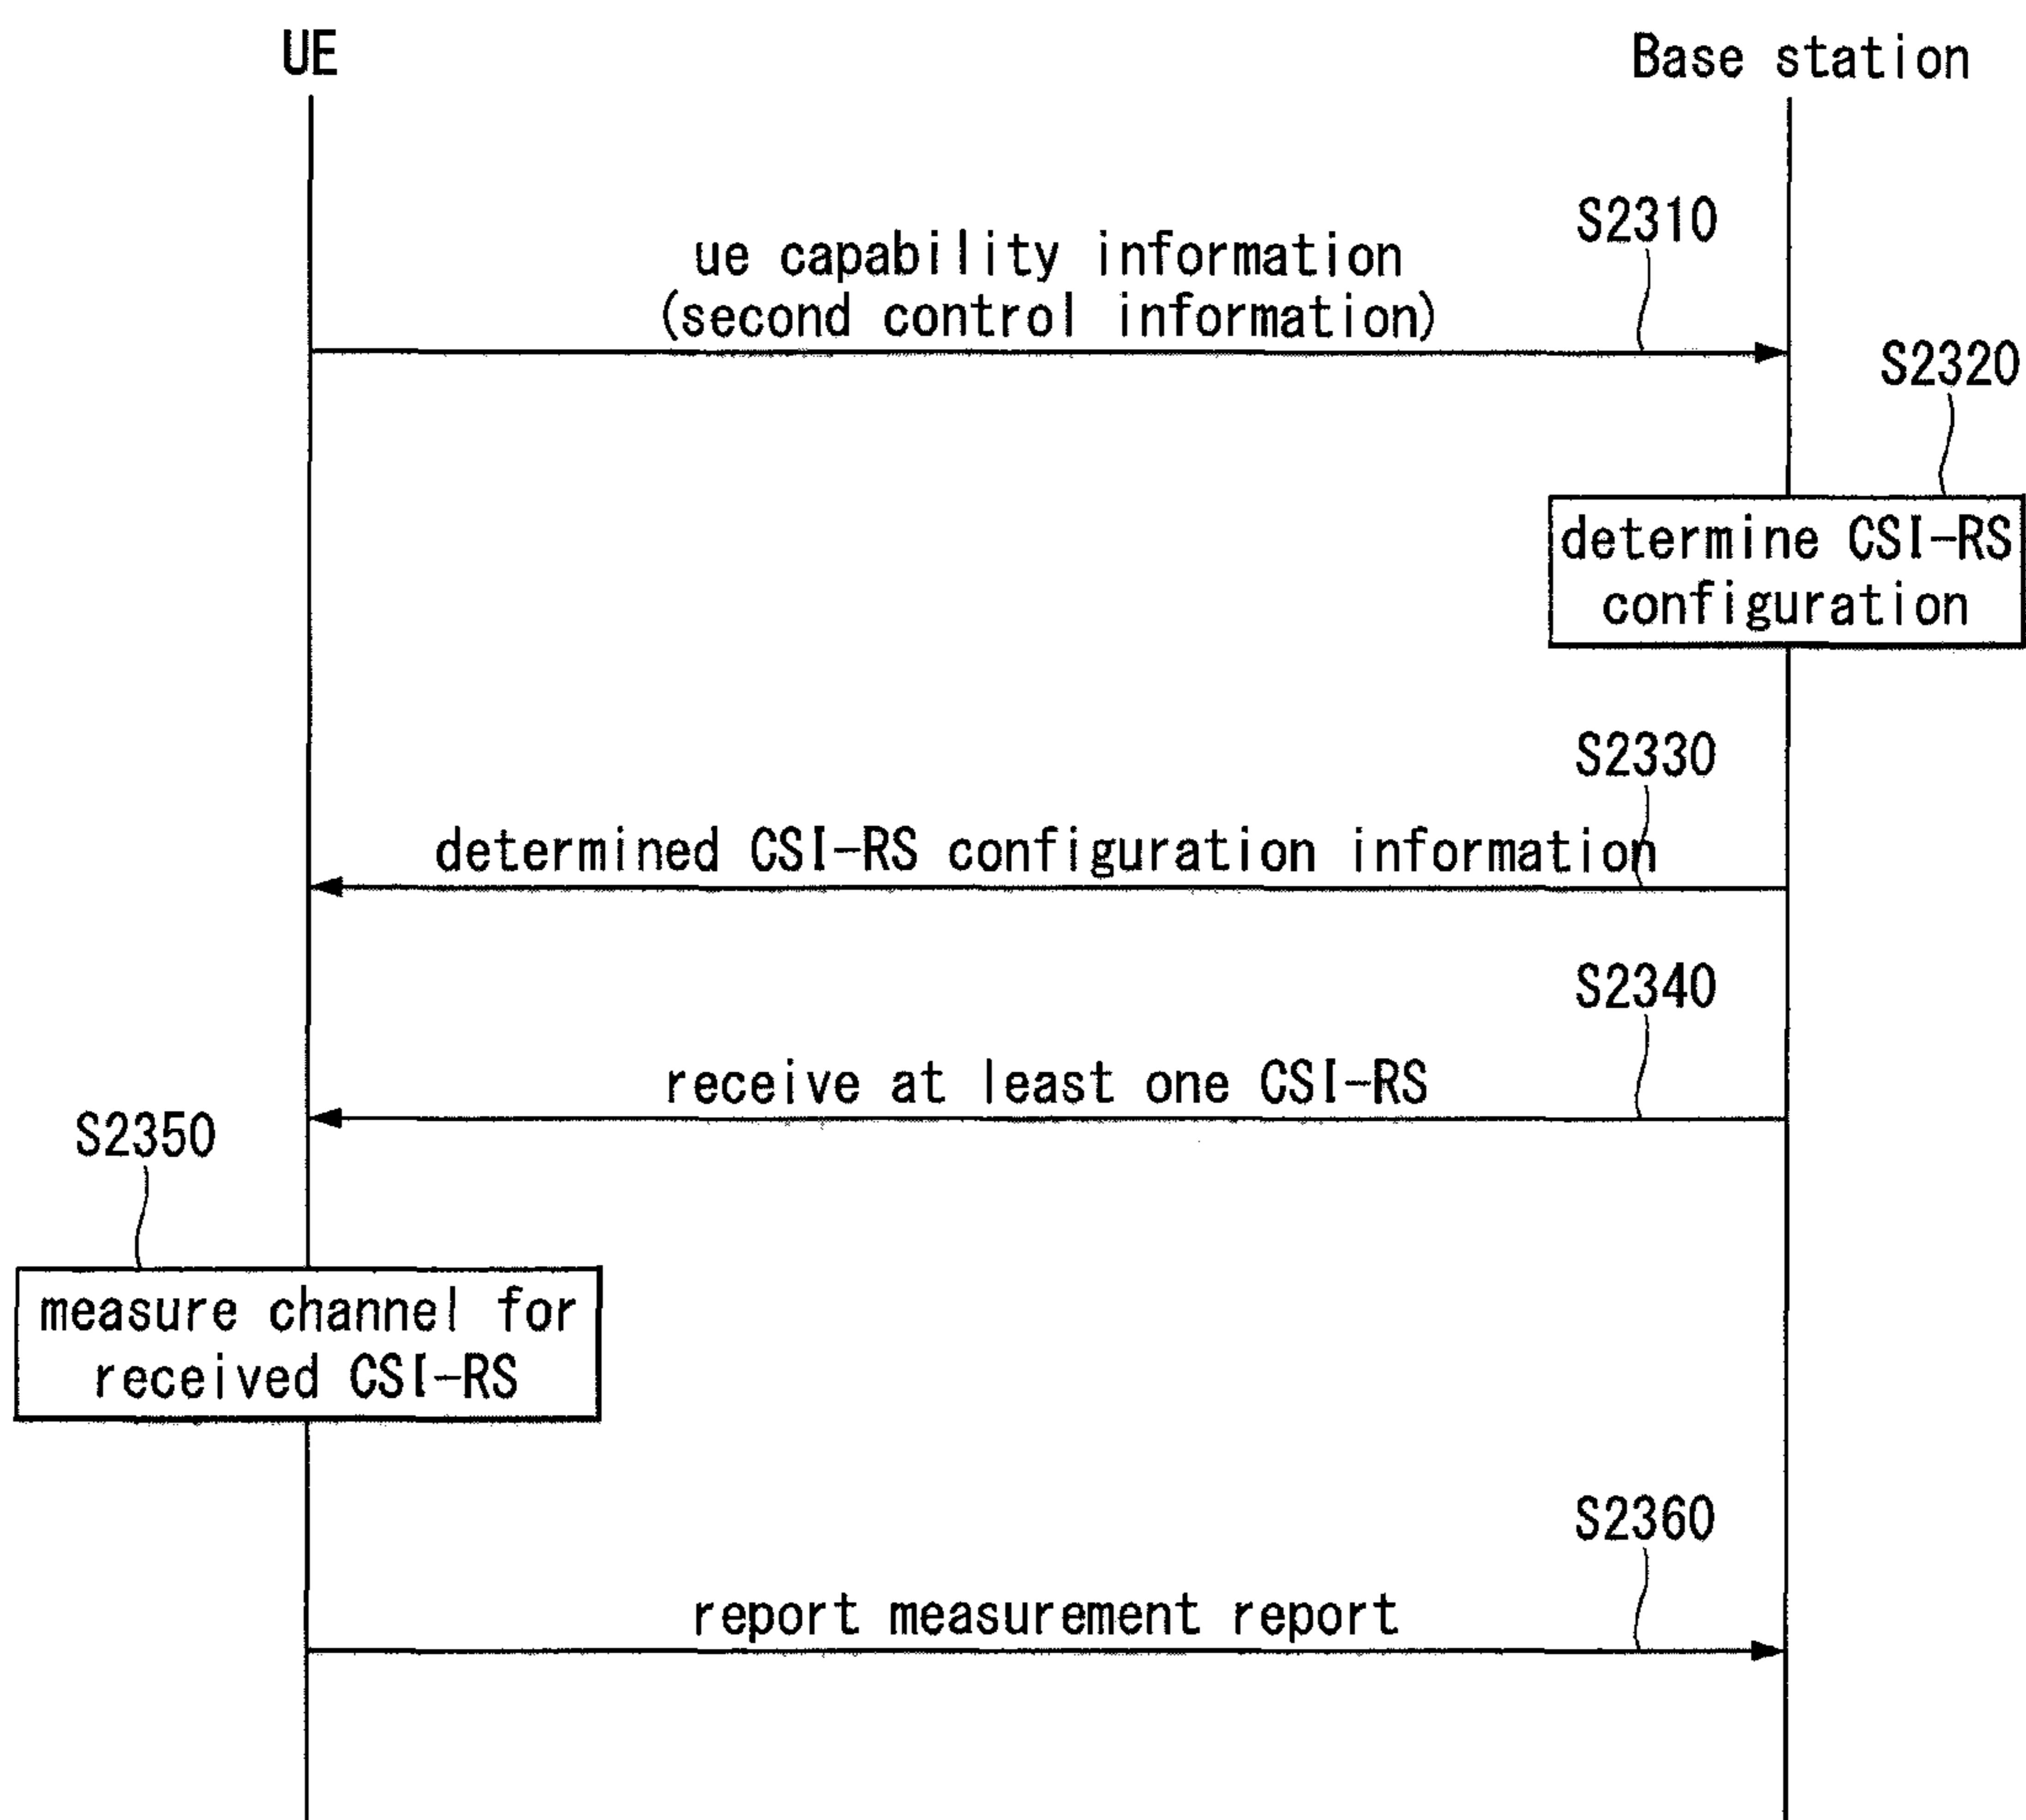 UE
Base station
S2310
ue capability information
(second control information)
S2320
determine CSI-RS
configuration
S2330
determined CSI-RS configuration information
S2340
receive at least one CSI-RS
S2350
measure channel for
received CSI-RS
S2360
report measurement report